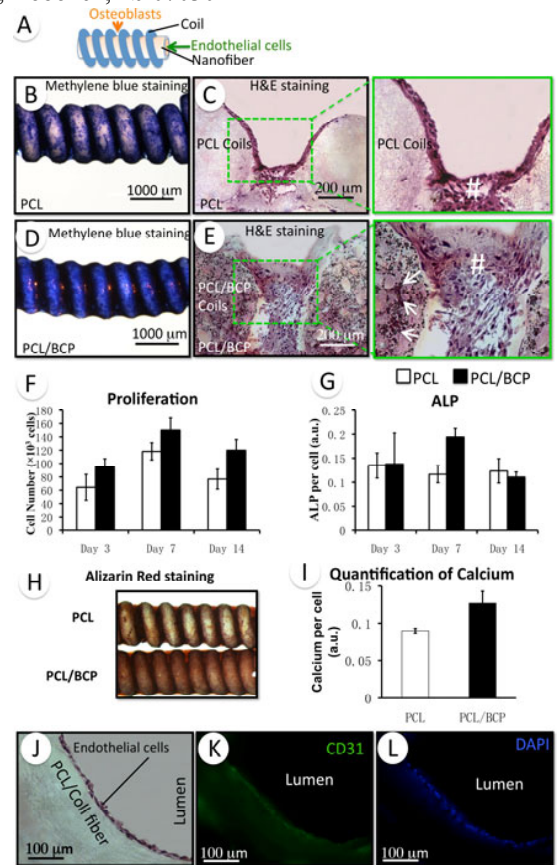 A
Osteoblasts
Coil
Endothelial cells
Nanofiber
B
Methylene blue staining
1000 μm
PCL
C
H&E staining
PCL Coils
200 μm
PCL
PCL Coils
#
D
Methylene blue staining
1000 μm
PCL/BCP
E
H&E staining
PCL/BCP
Coils
200 μm
PCL/BCP
#
F
Proliferation
Cell Number (×10³ cells)
180
160
140
120
100
80
60
40
20
0
Day 3
Day 7
Day 14
G
PCL
PCL/BCP
ALP
ALP per cell (a.u.)
0.25
0.2
0.15
0.1
0.05
0
Day 3
Day 7
Day 14
H
Alizarin Red staining
PCL
PCL/BCP
I
Quantification of Calcium
Calcium per cell
(a.u.)
0.15
0.1
0.05
0
PCL
PCL/BCP
J
Endothelial cells
PCL/Coll fiber
Lumen
100 μm
K
CD31
Lumen
100 μm
L
DAPI
Lumen
100 μm